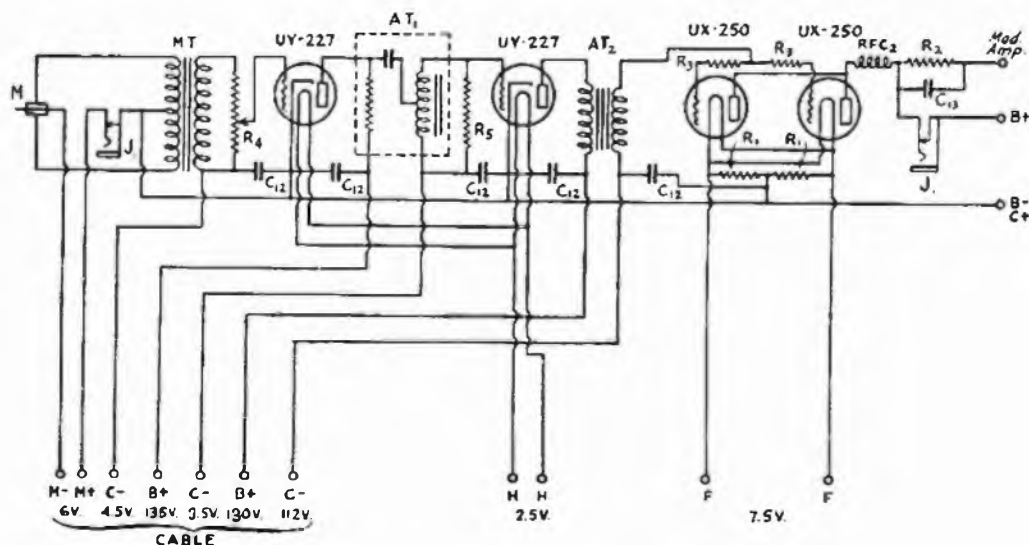 AT1
MT
UY-227
UY-227
AT2
UX-250
UX-250
R3
R3
RFC2
R2
Mod. Amp.
M
J
R4
R5
C13
B+
C12
C12
C12
C12
C12
R1
R1
J.
B-
C+
M- M+ C- B+ C- B+ C- H H F F
6V. 4.5V. 135V. 9.5V. 130V. 112V. 2.5V. 7.5V.
CABLE